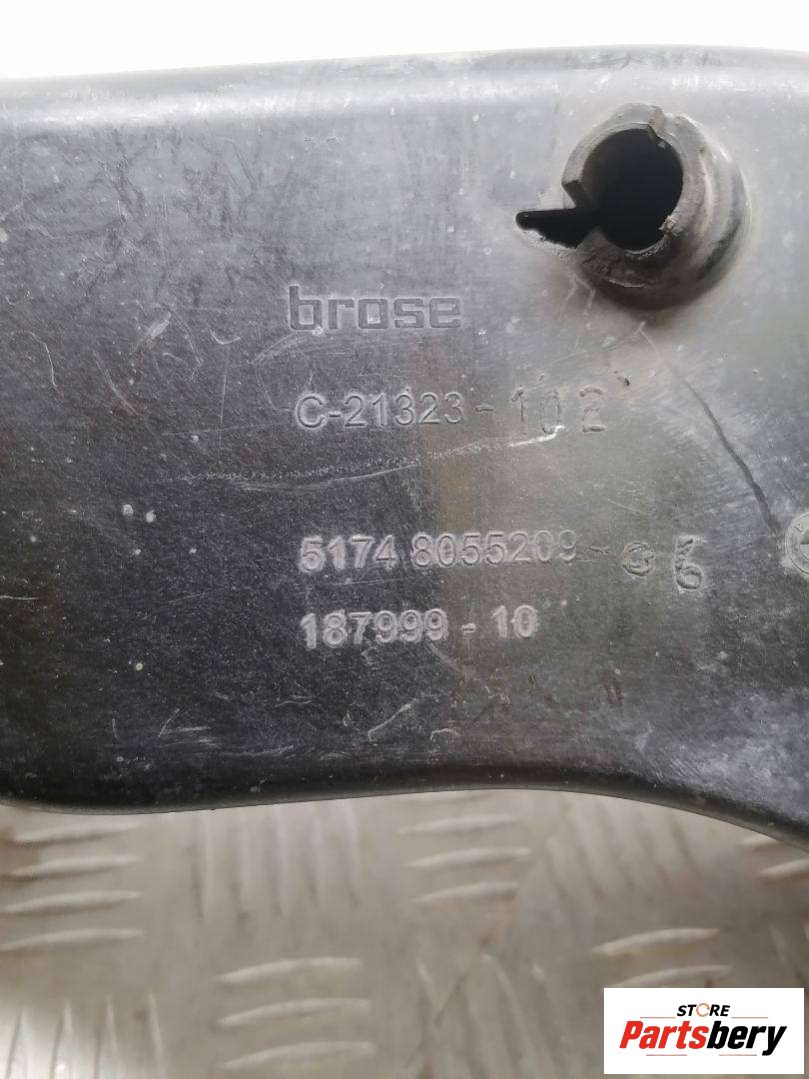 brose
C-21323-102
5174 8055209-
187999-10
STORE
Partsbery